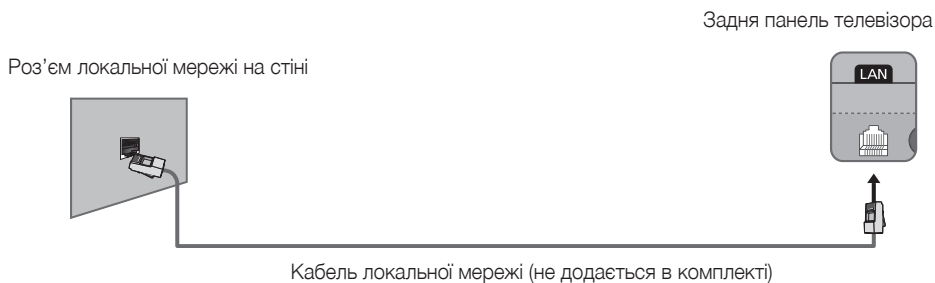 Задня панель телевізора
Роз’єм локальної мережі на стіні
LAN
Кабель локальної мережі (не додається в комплекті)